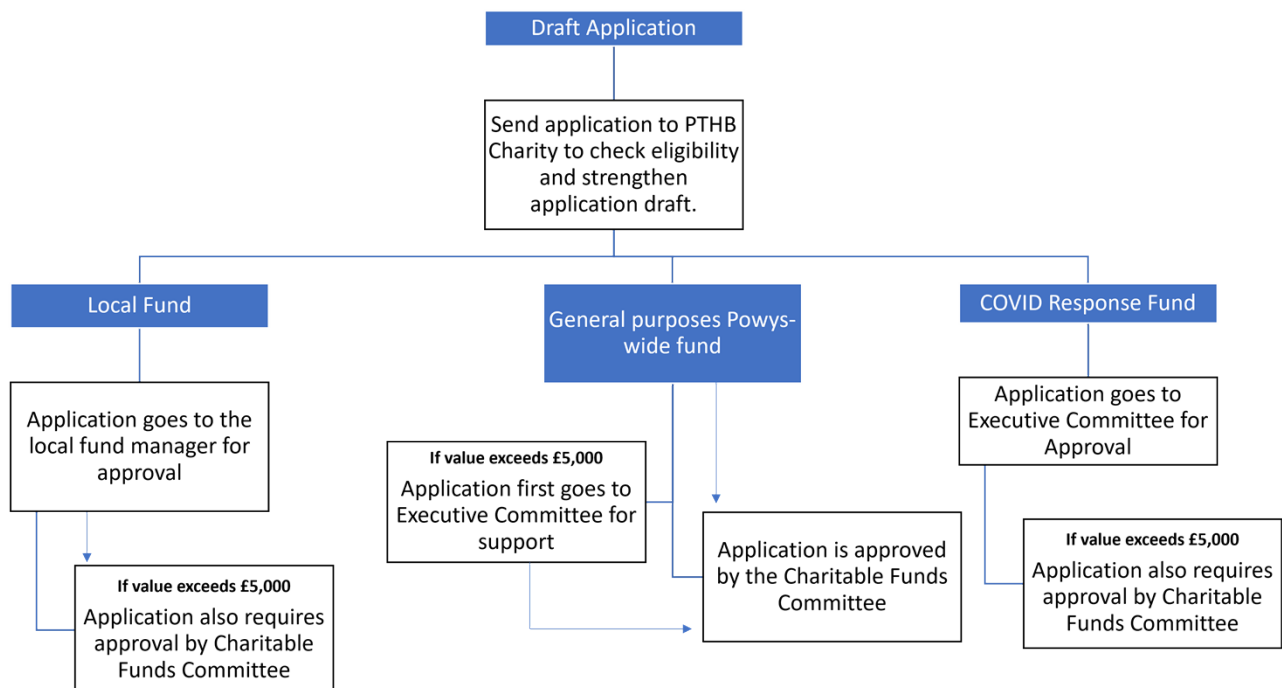 Draft Application
Send application to PTHB
Charity to check eligibility
and strengthen
application draft.
Local Fund
Application goes to the
local fund manager for
approval
If value exceeds £5,000
Application also requires
approval by Charitable
Funds Committee
General purposes Powys-
wide fund
If value exceeds £5,000
Application first goes to
Executive Committee for
support
Application is approved
by the Charitable Funds
Committee
COVID Response Fund
Application goes to
Executive Committee for
Approval
If value exceeds £5,000
Application also requires
approval by Charitable
Funds Committee